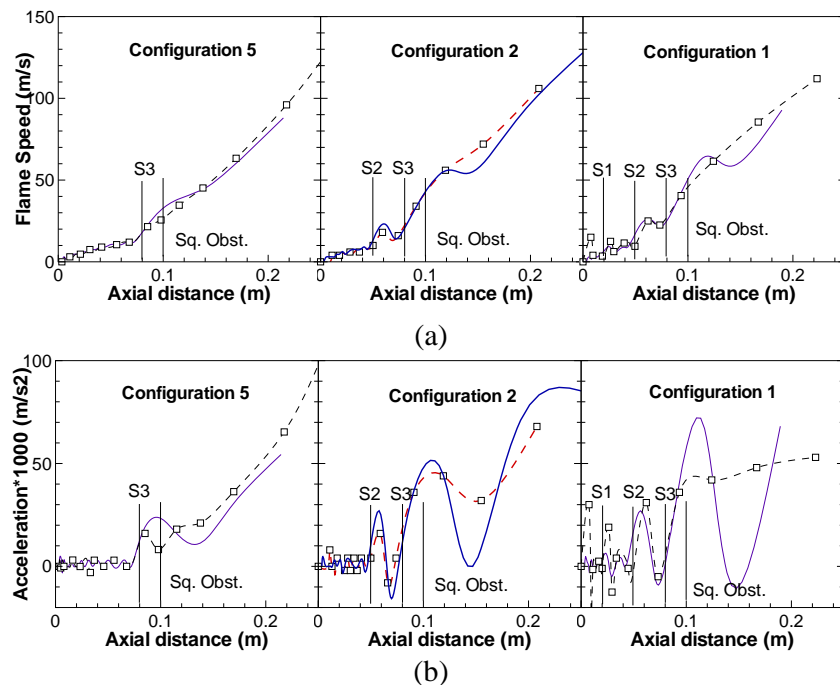 150
100
50
0
Flame Speed (m/s)
Configuration 5
S3
Sq. Obst.
0 0.1 0.2
Axial distance (m)
Configuration 2
S2 S3
Sq. Obst.
0 0.1 0.2
Axial distance (m)
Configuration 1
S1 S2 S3
Sq. Obst.
0 0.1 0.2
Axial distance (m)
(a)
100
50
0
Acceleration*1000 (m/s2)
Configuration 5
S3
Sq. Obst.
0 0.1 0.2
Axial distance (m)
Configuration 2
S2 S3
Sq. Obst.
0 0.1 0.2
Axial distance (m)
Configuration 1
S1 S2 S3
Sq. Obst.
0 0.1 0.2
Axial distance (m)
(b)